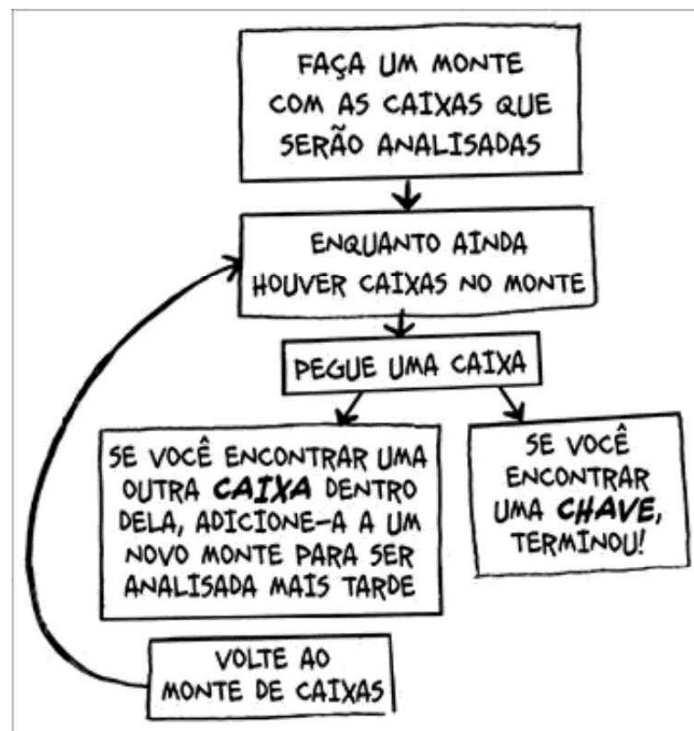 FAÇA UM MONTE
COM AS CAIXAS QUE
SERÃO ANALISADAS
ENQUANTO AINDA
HOUVER CAIXAS NO MONTE
PEGUE UMA CAIXA
SE VOCÊ ENCONTRAR UMA
OUTRA CAIXA DENTRO
DELA, ADICIONE-A A UM
NOVO MONTE PARA SER
ANALISADA MAIS TARDE
SE VOCÊ
ENCONTRAR
UMA CHAVE,
TERMINOU!
VOLTE AO
MONTE DE CAIXAS